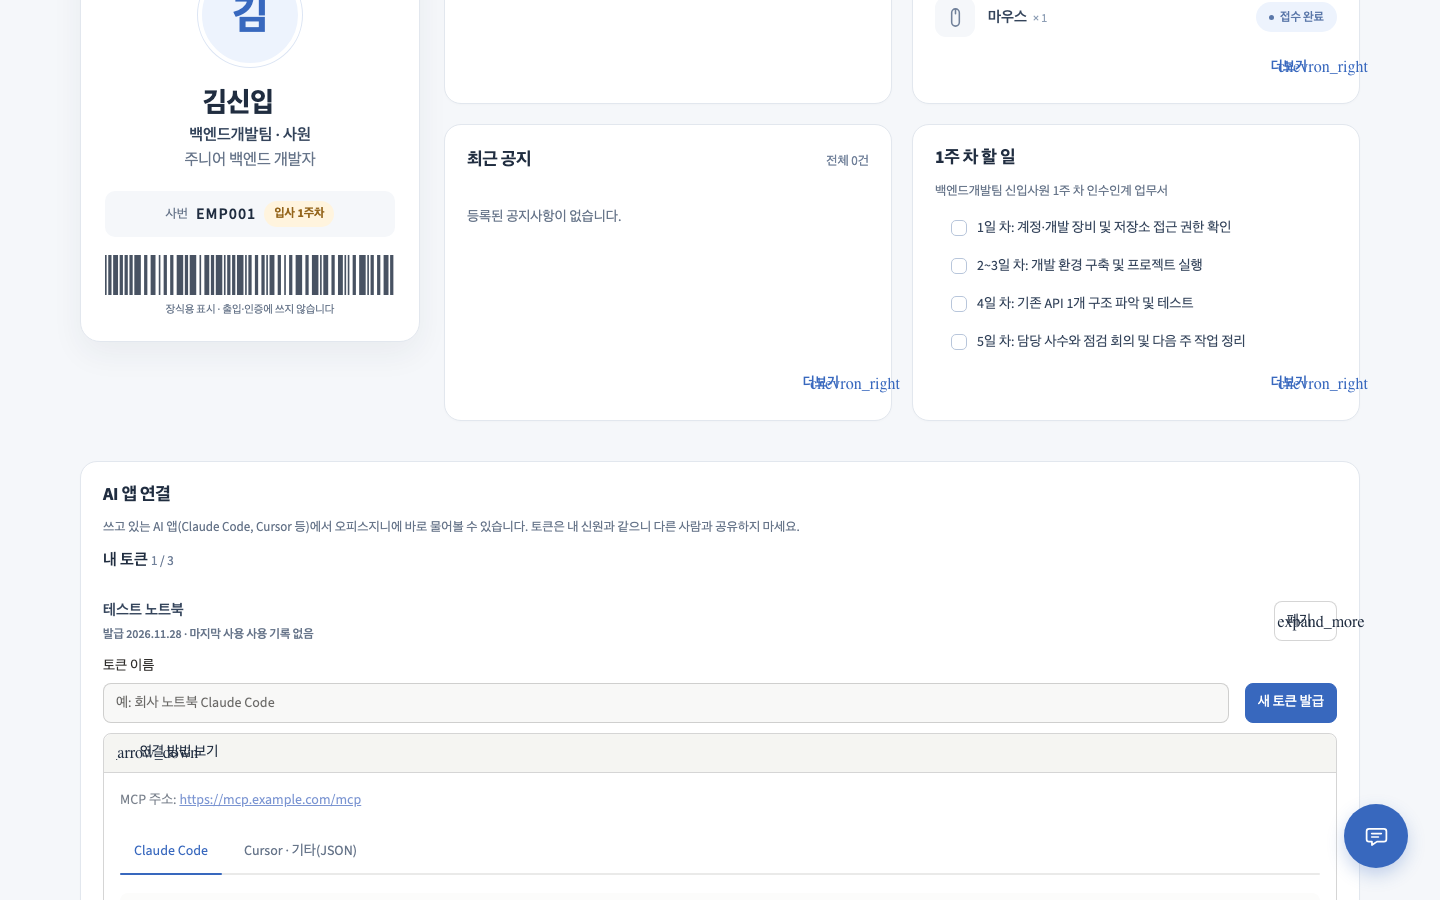 김
김신입
백엔드개발팀 · 사원
주니어 백엔드 개발자
사번 EMP001 입사 1주차
장식용 표시 · 출입·인증에 쓰지 않습니다
마우스 × 1
접수 완료
더보기 chevron_right
최근 공지
전체 0건
등록된 공지사항이 없습니다.
더보기 chevron_right
1주 차 할 일
백엔드개발팀 신입사원 1주 차 인수인계 업무서
1일 차: 계정·개발 장비 및 저장소 접근 권한 확인
2~3일 차: 개발 환경 구축 및 프로젝트 실행
4일 차: 기존 API 1개 구조 파악 및 테스트
5일 차: 담당 사수와 점검 회의 및 다음 주 작업 정리
더보기 chevron_right
AI 앱 연결
쓰고 있는 AI 앱(Claude Code, Cursor 등)에서 오피스지니에 바로 물어볼 수 있습니다. 토큰은 내 신원과 같으니 다른 사람과 공유하지 마세요.
내 토큰 1 / 3
테스트 노트북
발급 2026.11.28 · 마지막 사용 사용 기록 없음
폐기 expand_more
토큰 이름
예: 회사 노트북 Claude Code
새 토큰 발급
arrow_down 연결 방법 보기
MCP 주소: https://mcp.example.com/mcp
Claude Code
Cursor · 기타(JSON)